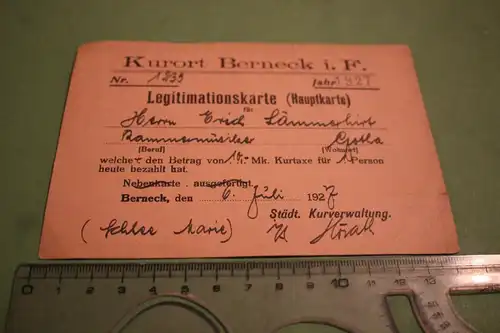 Kurort Berneck i. F.
Nr. 1235 Jahr 1927
Legitimationskarte (Hauptkarte)
für
Herrn Erich Lämmerhirt
Kammermusiker Gotha
(Beruf) (Wohnort)
welcher den Betrag von 10.- Mk. Kurtaxe für 1 Person
heute bezahlt hat.
Nebenkarte ausgefertigt
Berneck, den 6. Juli 1927
Städt. Kurverwaltung.
Marie)
0 1 2 3 4 5 6 7 8 9 10 11 12 13